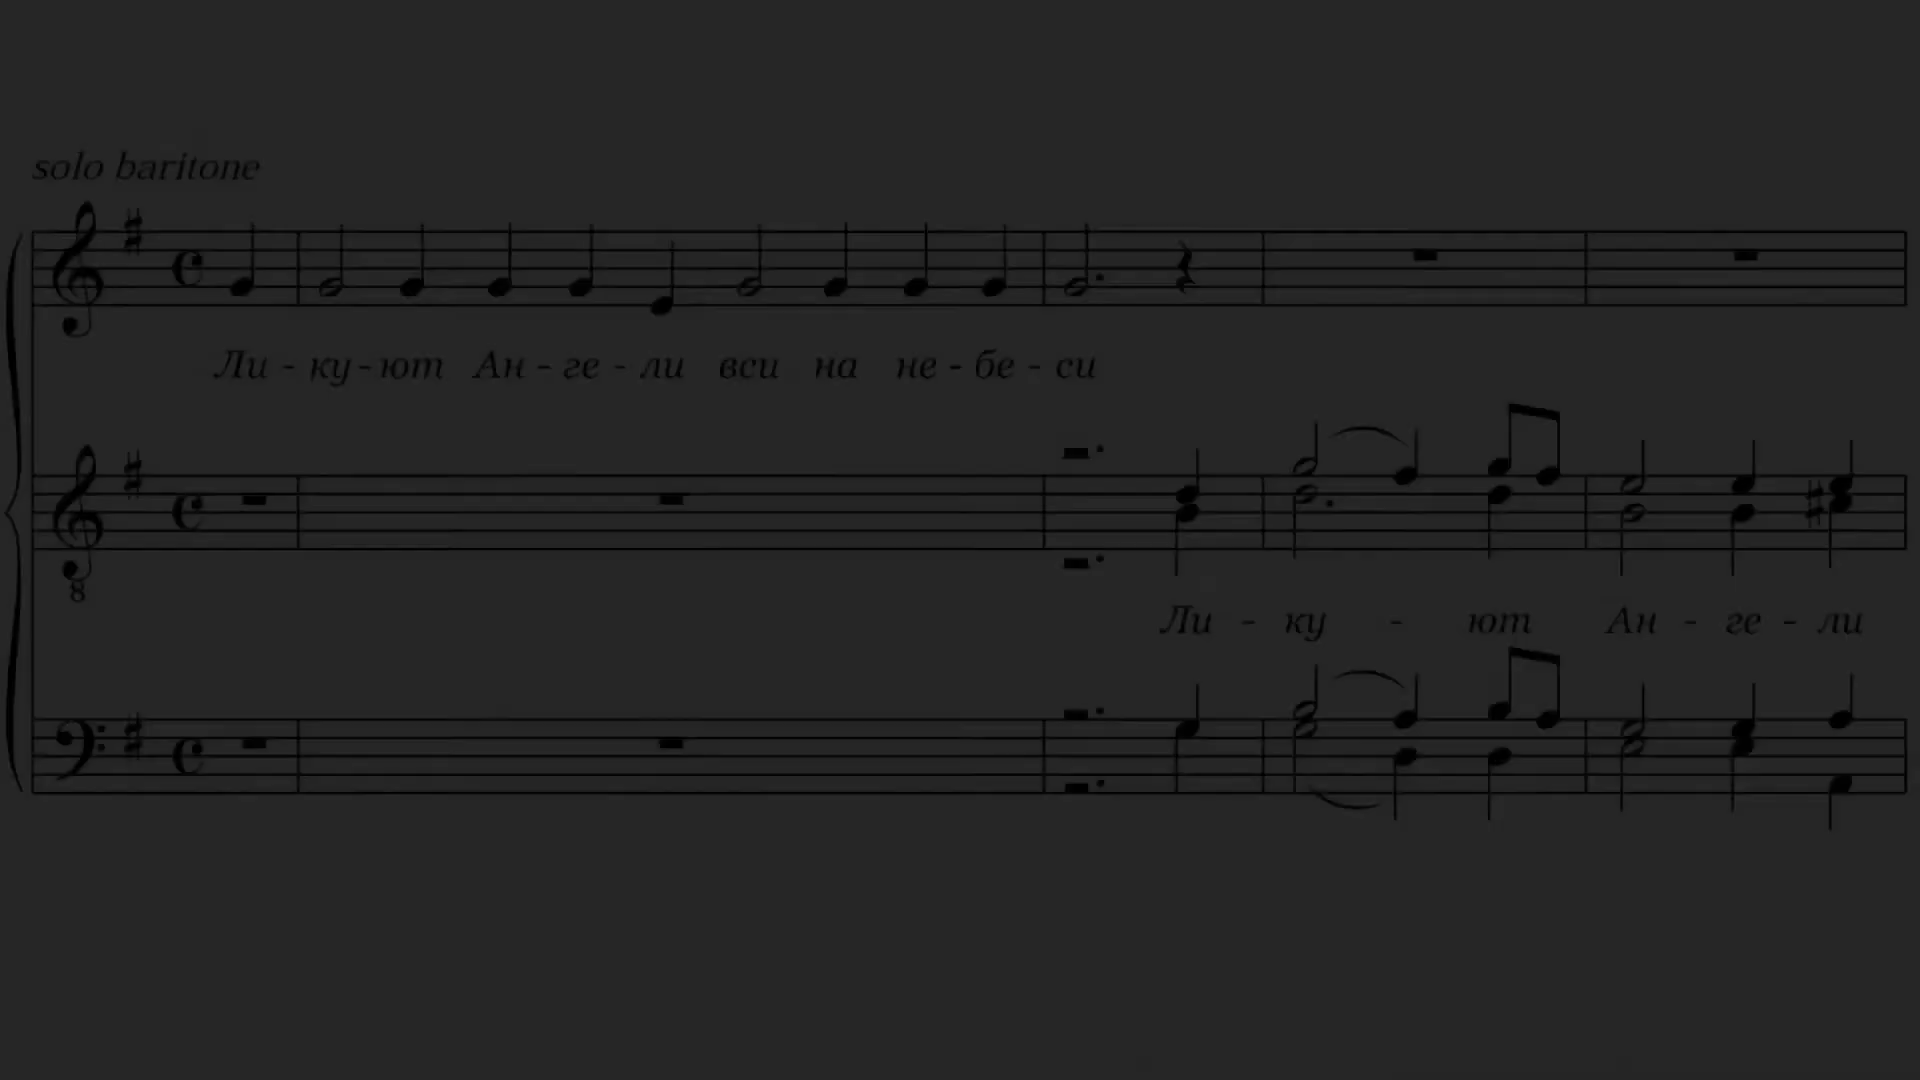 solo baritone
Ли - ку - ют Ан - ге - ли вси на не - бе - си
8
Ли - ку - ют Ан - ге - ли